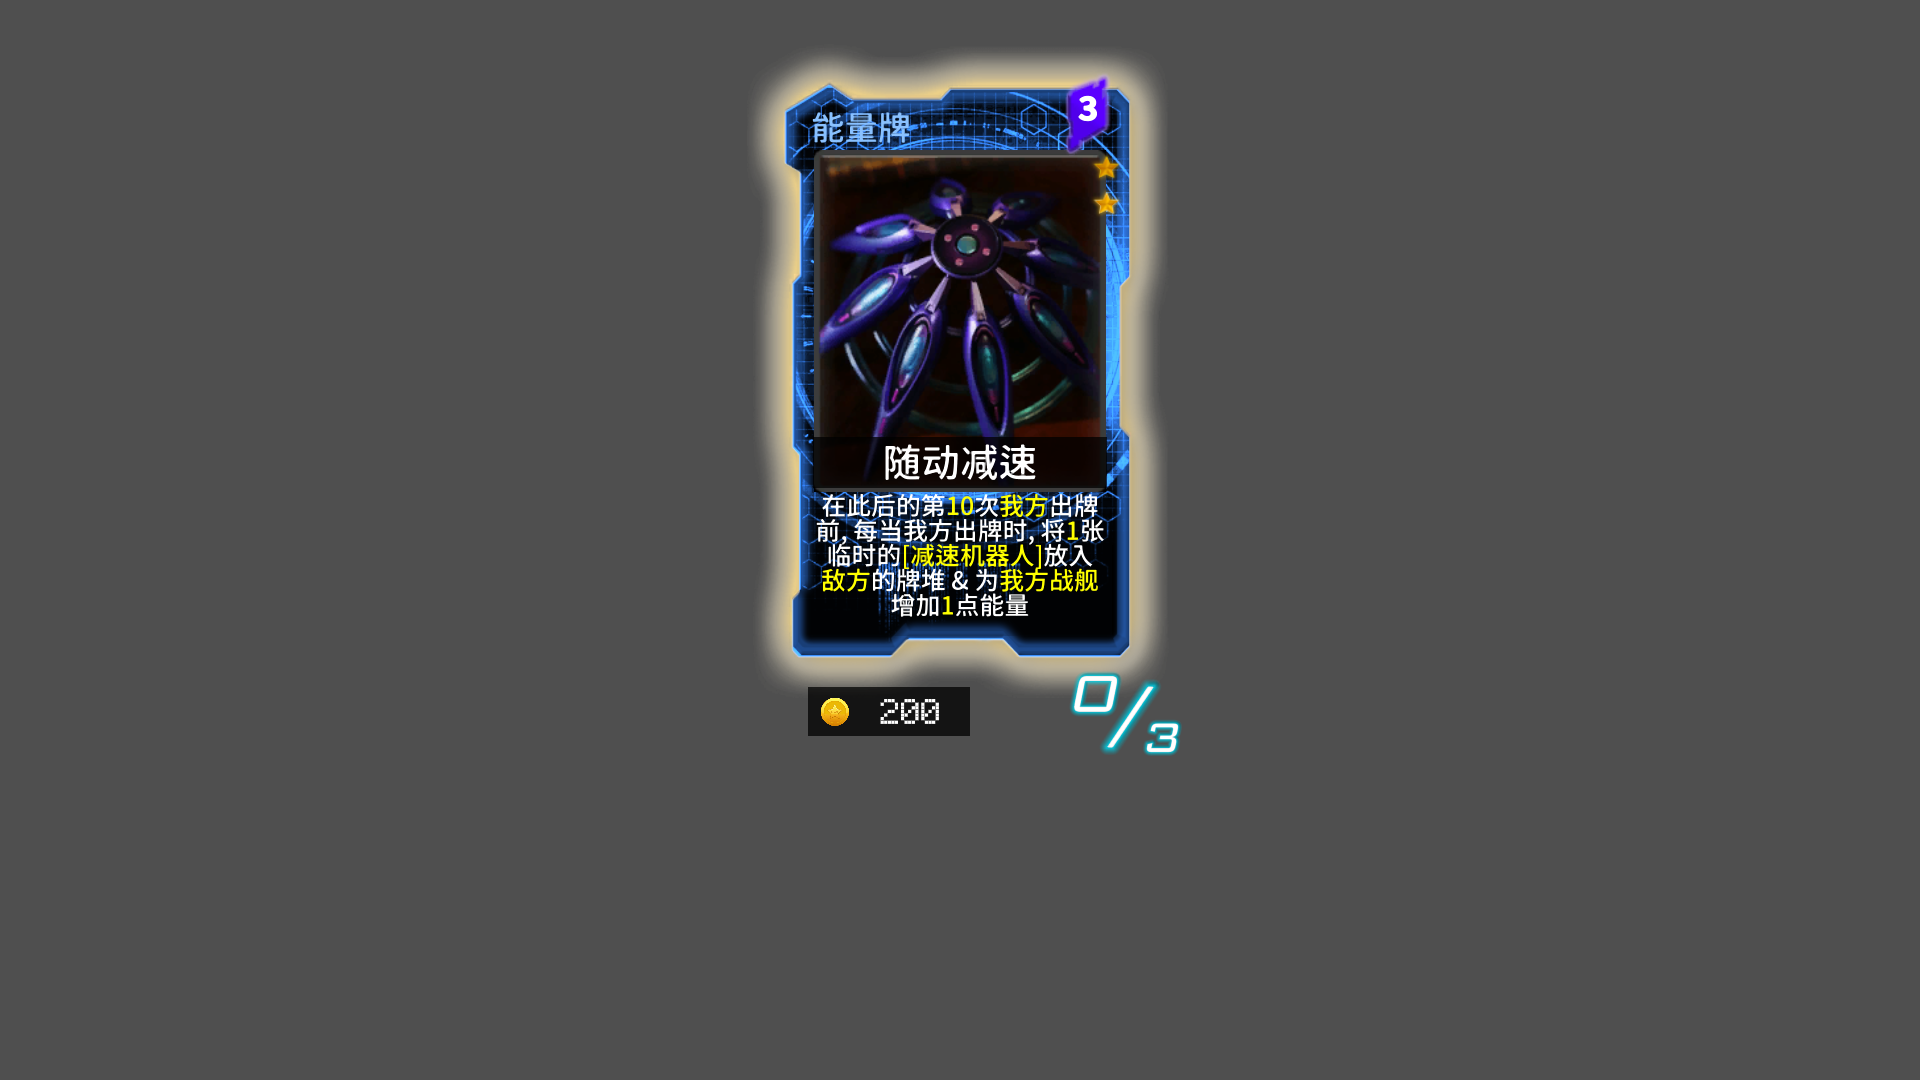 能量牌
3
随动减速
在此后的第10次我方出牌
前, 每当我方出牌时, 将1张
临时的[减速机器人]放入
敌方的牌堆 & 为我方战舰
增加1点能量
200
0/3